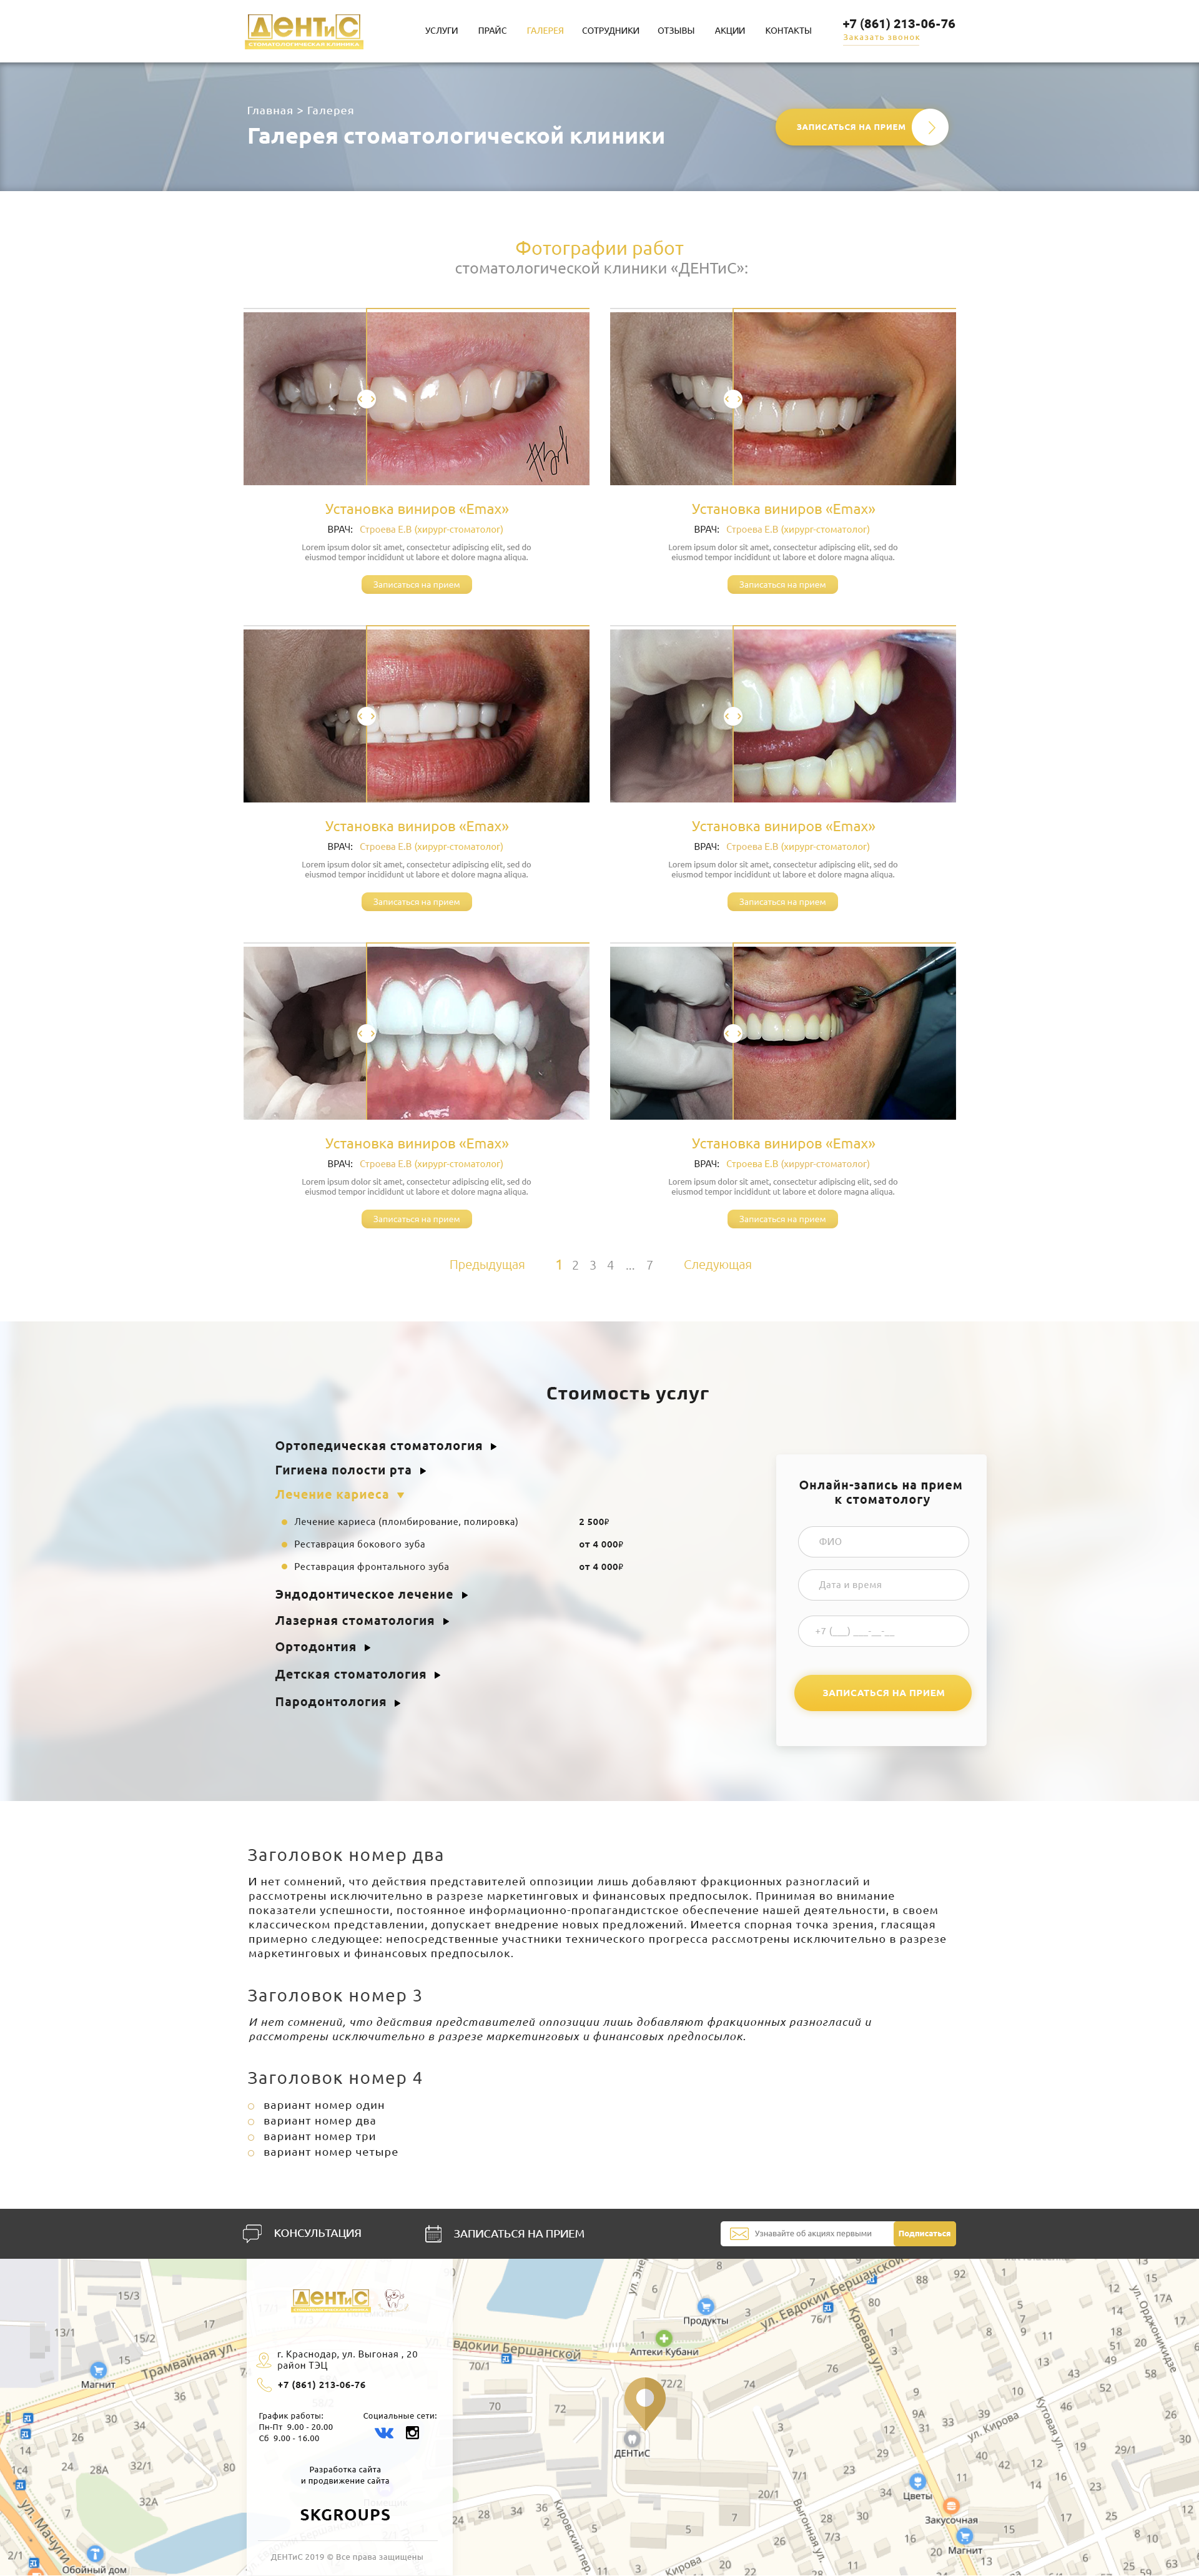 ДЕНТиС
СТОМАТОЛОГИЧЕСКАЯ КЛИНИКА
УСЛУГИ ПРАЙС ГАЛЕРЕЯ СОТРУДНИКИ ОТЗЫВЫ АКЦИИ КОНТАКТЫ
+7 (861) 213-06-76
Заказать звонок
Главная > Галерея
Галерея стоматологической клиники
ЗАПИСАТЬСЯ НА ПРИЕМ
Фотографии работ
стоматологической клиники «ДЕНТиС»:
Установка виниров «Emax»
ВРАЧ: Строева Е.В (хирург-стоматолог)
Lorem ipsum dolor sit amet, consectetur adipiscing elit, sed do
eiusmod tempor incididunt ut labore et dolore magna aliqua.
Записаться на прием
Установка виниров «Emax»
ВРАЧ: Строева Е.В (хирург-стоматолог)
Lorem ipsum dolor sit amet, consectetur adipiscing elit, sed do
eiusmod tempor incididunt ut labore et dolore magna aliqua.
Записаться на прием
Установка виниров «Emax»
ВРАЧ: Строева Е.В (хирург-стоматолог)
Lorem ipsum dolor sit amet, consectetur adipiscing elit, sed do
eiusmod tempor incididunt ut labore et dolore magna aliqua.
Записаться на прием
Установка виниров «Emax»
ВРАЧ: Строева Е.В (хирург-стоматолог)
Lorem ipsum dolor sit amet, consectetur adipiscing elit, sed do
eiusmod tempor incididunt ut labore et dolore magna aliqua.
Записаться на прием
Установка виниров «Emax»
ВРАЧ: Строева Е.В (хирург-стоматолог)
Lorem ipsum dolor sit amet, consectetur adipiscing elit, sed do
eiusmod tempor incididunt ut labore et dolore magna aliqua.
Записаться на прием
Установка виниров «Emax»
ВРАЧ: Строева Е.В (хирург-стоматолог)
Lorem ipsum dolor sit amet, consectetur adipiscing elit, sed do
eiusmod tempor incididunt ut labore et dolore magna aliqua.
Записаться на прием
Предыдущая 1 2 3 4 ... 7 Следующая
Стоимость услуг
Ортопедическая стоматология
Гигиена полости рта
Лечение кариеса
Лечение кариеса (пломбирование, полировка) 2 500₽
Реставрация бокового зуба от 4 000₽
Реставрация фронтального зуба от 4 000₽
Эндодонтическое лечение
Лазерная стоматология
Ортодонтия
Детская стоматология
Пародонтология
Онлайн-запись на прием
к стоматологу
ФИО
Дата и время
+7 (___) ___-__-__
ЗАПИСАТЬСЯ НА ПРИЕМ
Заголовок номер два
И нет сомнений, что действия представителей оппозиции лишь добавляют фракционных разногласий и
рассмотрены исключительно в разрезе маркетинговых и финансовых предпосылок. Принимая во внимание
показатели успешности, постоянное информационно-пропагандистское обеспечение нашей деятельности, в своем
классическом представлении, допускает внедрение новых предложений. Имеется спорная точка зрения, гласящая
примерно следующее: непосредственные участники технического прогресса рассмотрены исключительно в разрезе
маркетинговых и финансовых предпосылок.
Заголовок номер 3
И нет сомнений, что действия представителей оппозиции лишь добавляют фракционных разногласий и
рассмотрены исключительно в разрезе маркетинговых и финансовых предпосылок.
Заголовок номер 4
вариант номер один
вариант номер два
вариант номер три
вариант номер четыре
КОНСУЛЬТАЦИЯ
ЗАПИСАТЬСЯ НА ПРИЕМ
Узнавайте об акциях первыми
Подписаться
ДЕНТиС
г. Краснодар, ул. Выгоная , 20
район ТЭЦ
+7 (861) 213-06-76
График работы:
Пн-Пт 9.00 - 20.00
Сб 9.00 - 16.00
Социальные сети:
Разработка сайта
и продвижение сайта
SKGROUPS
ДЕНТиС 2019 © Все права защищены
Трамвайная ул.
Магнит
ул. Мачуги
Обойный дом
Продукты
Аптеки Кубани
ул. Евдокии Бершанской
Краевая ул.
ул. Орджоникидзе
ДЕНТиС
ул. Кирова
Кутовая ул.
Цветы
Закусочная
Магнит
Кировский пер.
Выгонная ул.
Кирова